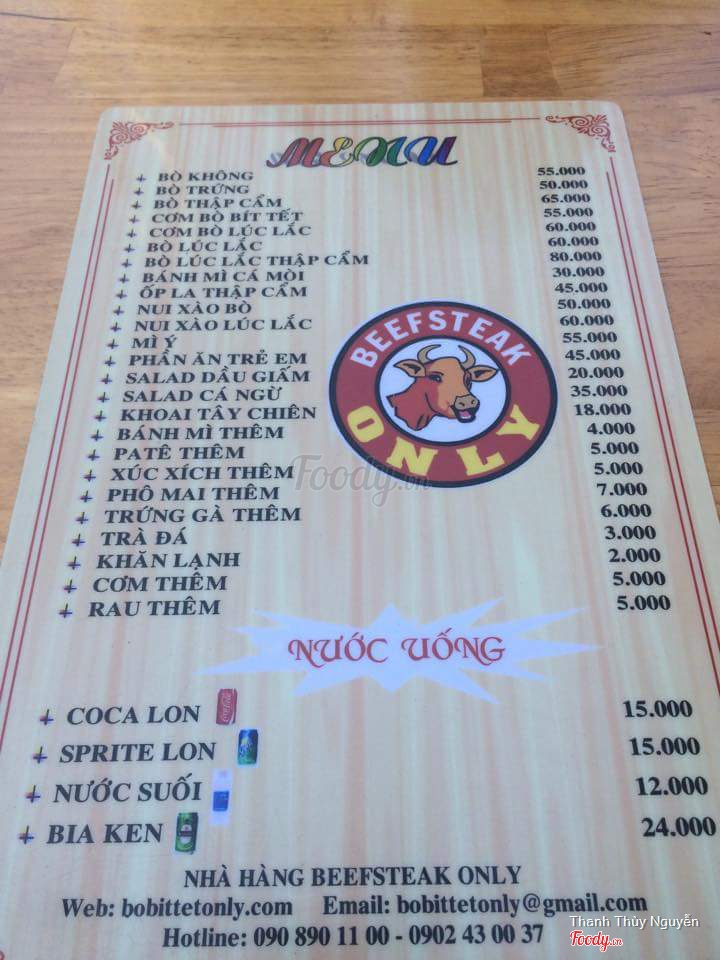 MENU
BÒ KHÔNG 55.000
BÒ TRỨNG 50.000
BÒ THẬP CẨM 65.000
CƠM BÒ BÍT TẾT 55.000
CƠM BÒ LÚC LẮC 60.000
BÒ LÚC LẮC 60.000
BÒ LÚC LẮC THẬP CẨM 80.000
BÁNH MÌ CÁ MÒI 30.000
ỐP LA THẬP CẨM 45.000
NUI XÀO BÒ 50.000
NUI XÀO LÚC LẮC 60.000
MÌ Ý 55.000
PHẦN ĂN TRẺ EM 45.000
SALAD DẦU GIẤM 20.000
SALAD CÁ NGỪ 35.000
KHOAI TÂY CHIÊN 18.000
BÁNH MÌ THÊM 4.000
PATÊ THÊM 5.000
XÚC XÍCH THÊM 5.000
PHÔ MAI THÊM 7.000
TRỨNG GÀ THÊM 6.000
TRÀ ĐÁ 3.000
KHĂN LẠNH 2.000
CƠM THÊM 5.000
RAU THÊM 5.000
BEEFSTEAK
ONLY
Foody.vn
NƯỚC UỐNG
COCA LON 15.000
SPRITE LON 15.000
NƯỚC SUỐI 12.000
BIA KEN 24.000
NHÀ HÀNG BEEFSTEAK ONLY
Web: bobittetonly.com Email: bobittetonly@gmail.com
Hotline: 090 890 11 00 - 0902 43 00 37
Thanh Thủy Nguyễn
Foody.vn